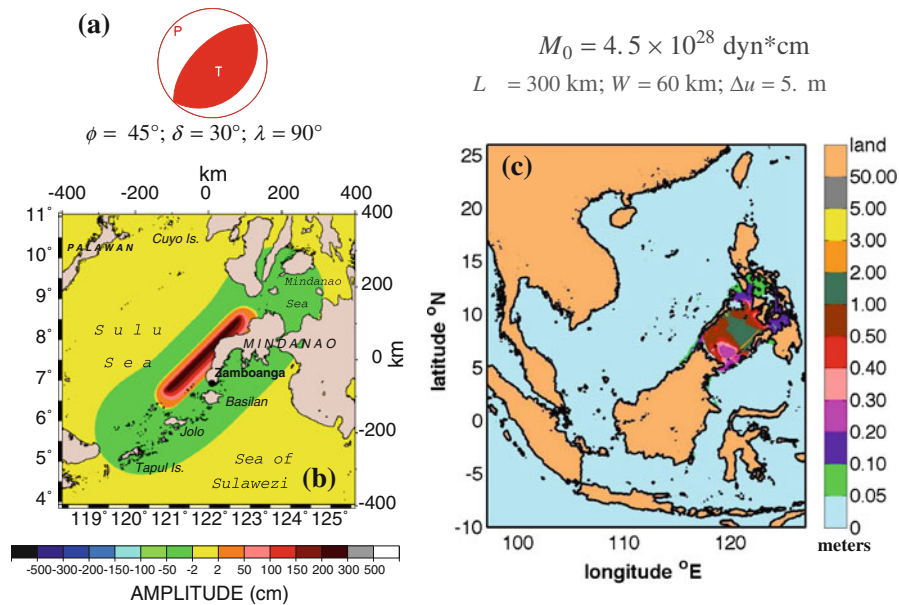 (a)
P
T
ϕ = 45°; δ = 30°; λ = 90°
M₀ = 4.5 × 10²⁸ dyn*cm
L = 300 km; W = 60 km; Δu = 5. m
km
-400 -200 0 200 400
11° 10° 9° 8° 7° 6° 5° 4°
400 200 0 -200 -400
km
PALAWAN
Cuyo Is.
Mindanao
Sea
Sulu
Sea
MINDANAO
Zamboanga
Basilan
Jolo
Tapul Is.
Sea of
Sulawezi
(b)
119° 120° 121° 122° 123° 124° 125°
-500 -300 -200 -150 -100 -50 -2 2 50 100 150 200 300 500
AMPLITUDE (cm)
(c)
25 20 15 10 5 0 -5 -10
latitude °N
100 110 120
longitude °E
land
50.00
5.00
3.00
2.00
1.00
0.50
0.40
0.30
0.20
0.10
0.05
0
meters